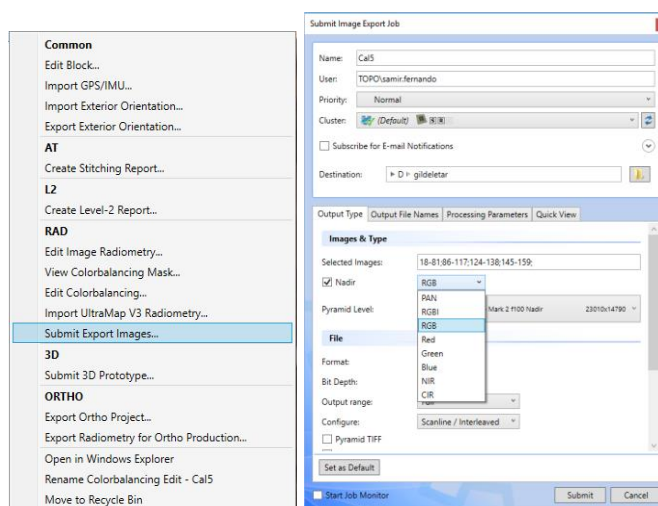 Common
Edit Block...
Import GPS/IMU...
Import Exterior Orientation...
Export Exterior Orientation...
AT
Create Stitching Report...
L2
Create Level-2 Report...
RAD
Edit Image Radiometry...
View Colorbalancing Mask...
Edit Colorbalancing...
Import UltraMap V3 Radiometry...
Submit Export Images...
3D
Submit 3D Prototype...
ORTHO
Export Ortho Project...
Export Radiometry for Ortho Production...
Open in Windows Explorer
Rename Colorbalancing Edit - Cal5
Move to Recycle Bin
Submit Image Export Job
Name: Cal5
User: TOPO\samir.fernando
Priority: Normal
Cluster: (Default)
Subscribe for E-mail Notifications
Destination: D gildeletar
Output Type Output File Names Processing Parameters Quick View
Images & Type
Selected Images: 18-81;86-117;124-138;145-159;
Nadir RGB
PAN
Pyramid Level: RGBI Mark 2 f100 Nadir 23010x14790
RGB
File Red
Green
Format: Blue
Bit Depth: NIR
CIR
Output range:
Configure: Scanline / Interleaved
Pyramid TIFF
Set as Default
Start Job Monitor Submit Cancel